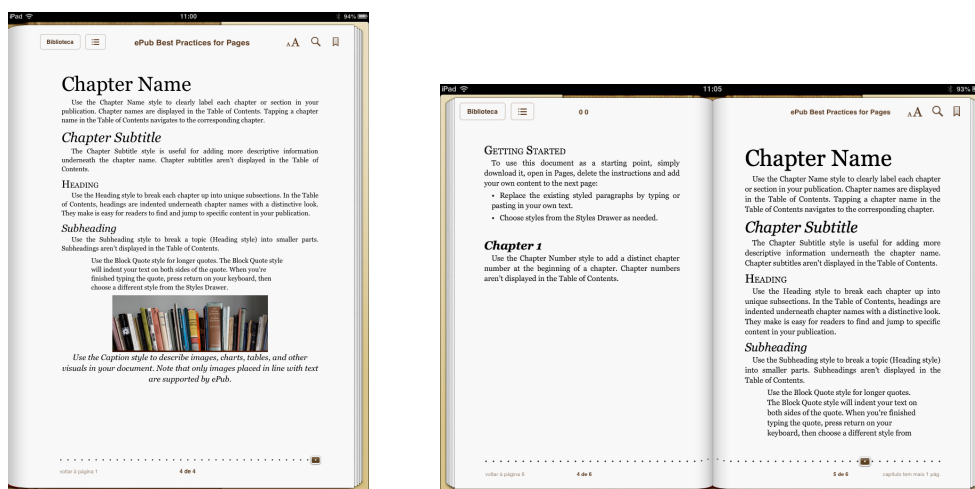 iPad 11:00 94%
Biblioteca ePub Best Practices for Pages AA
Chapter Name
Use the Chapter Name style to clearly label each chapter or section in your
publication. Chapter names are displayed in the Table of Contents. Tapping a chapter
name in the Table of Contents navigates to the corresponding chapter.
Chapter Subtitle
The Chapter Subtitle style is useful for adding more descriptive information
underneath the chapter name. Chapter subtitles aren't displayed in the Table of
Contents.
HEADING
Use the Heading style to break each chapter up into unique subsections. In the Table
of Contents, headings are indented underneath chapter names with a distinctive look.
They make is easy for readers to find and jump to specific content in your publication.
Subheading
Use the Subheading style to break a topic (Heading style) into smaller parts.
Subheadings aren't displayed in the Table of Contents.
Use the Block Quote style for longer quotes. The Block Quote style
will indent your text on both sides of the quote. When you're
finished typing the quote, press return on your keyboard, then
choose a different style from the Styles Drawer.
Use the Caption style to describe images, charts, tables, and other
visuals in your document. Note that only images placed in line with text
are supported by ePub.
voltar à página 1 4 de 4
iPad 11:05 93%
Biblioteca 0 0
GETTING STARTED
To use this document as a starting point, simply
download it, open in Pages, delete the instructions and add
your own content to the next page:
• Replace the existing styled paragraphs by typing or
pasting in your own text.
• Choose styles from the Styles Drawer as needed.
Chapter 1
Use the Chapter Number style to add a distinct chapter
number at the beginning of a chapter. Chapter numbers
aren't displayed in the Table of Contents.
voltar à página 6 4 de 6
ePub Best Practices for Pages AA
Chapter Name
Use the Chapter Name style to clearly label each chapter
or section in your publication. Chapter names are displayed
in the Table of Contents. Tapping a chapter name in the
Table of Contents navigates to the corresponding chapter.
Chapter Subtitle
The Chapter Subtitle style is useful for adding more
descriptive information underneath the chapter name.
Chapter subtitles aren't displayed in the Table of Contents.
HEADING
Use the Heading style to break each chapter up into
unique subsections. In the Table of Contents, headings are
indented underneath chapter names with a distinctive look.
They make is easy for readers to find and jump to specific
content in your publication.
Subheading
Use the Subheading style to break a topic (Heading style)
into smaller parts. Subheadings aren't displayed in the
Table of Contents.
Use the Block Quote style for longer quotes.
The Block Quote style will indent your text on
both sides of the quote. When you're finished
typing the quote, press return on your
keyboard, then choose a different style from
5 de 6 capítulo tem mais 1 pág.